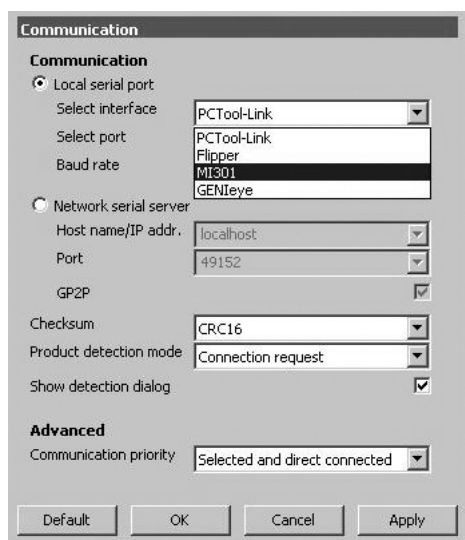 Communication
Communication
Local serial port
Select interface PCTool-Link
Select port PCTool-Link
Flipper
Baud rate MI301
GENIeye
Network serial server
Host name/IP addr. localhost
Port 49152
GP2P
Checksum CRC16
Product detection mode Connection request
Show detection dialog
Advanced
Communication priority Selected and direct connected
Default OK Cancel Apply